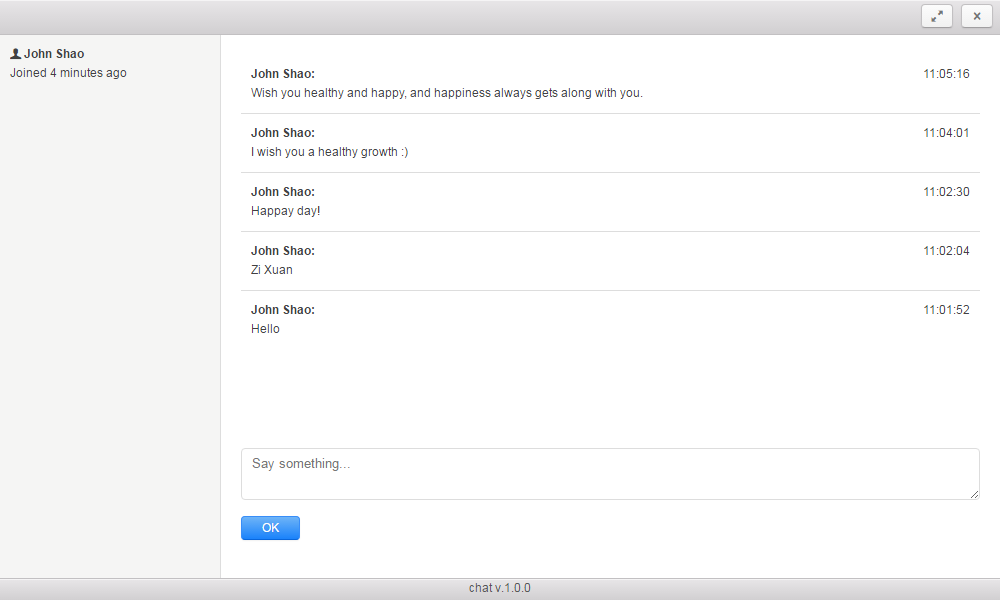 John Shao
Joined 4 minutes ago
John Shao: 11:05:16
Wish you healthy and happy, and happiness always gets along with you.
John Shao: 11:04:01
I wish you a healthy growth :)
John Shao: 11:02:30
Happay day!
John Shao: 11:02:04
Zi Xuan
John Shao: 11:01:52
Hello
Say something...
OK
chat v.1.0.0